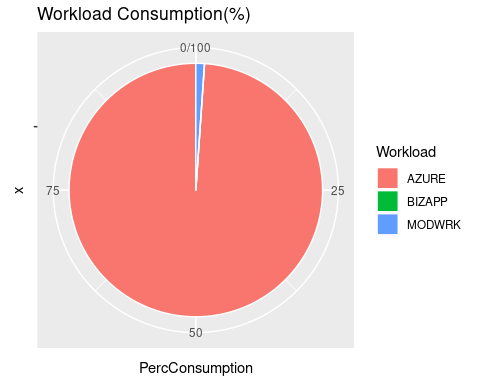 Workload Consumption(%)
0/100
25
50
75
x
PercConsumption
Workload
AZURE
BIZAPP
MODWRK